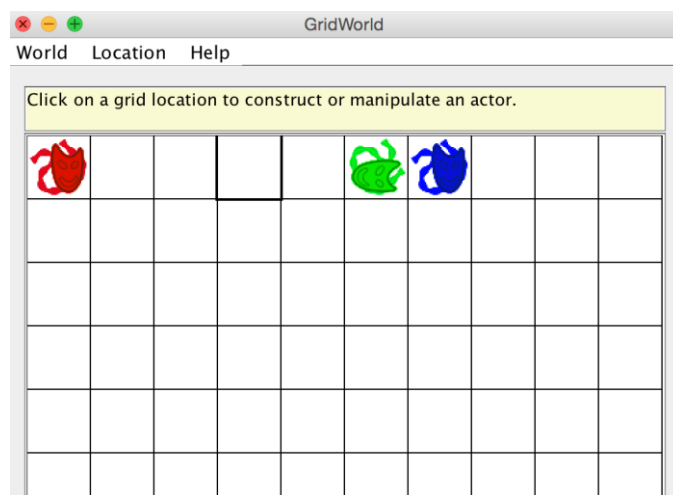 GridWorld
World Location Help
Click on a grid location to construct or manipulate an actor.